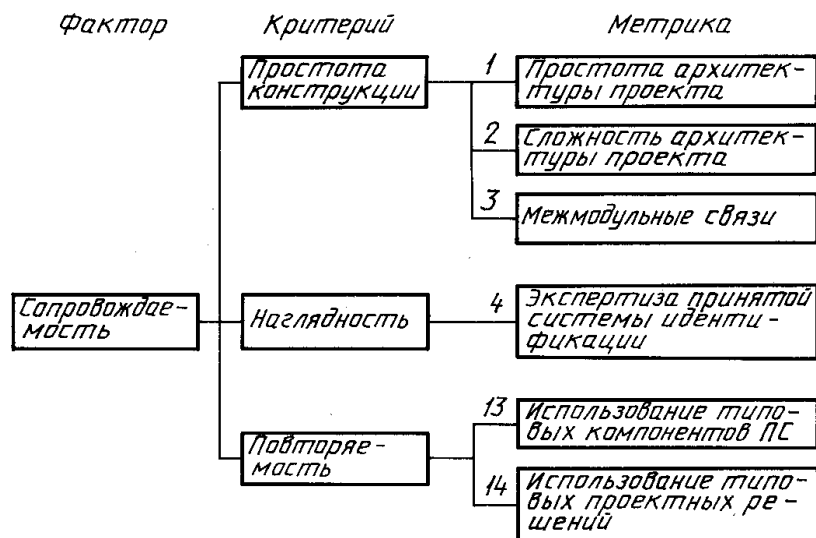 Фактор
Критерий
Метрика
Простота
конструкции
1
Простота архитек-
туры проекта
2
Сложность архитек-
туры проекта
3
Межмодульные связи
Сопровождае-
мость
Наглядность
4
Экспертиза принятой
системы иденти-
фикации
Повторяе-
мость
13
Использование типо-
вых компонентов ПС
14
Использование типо-
вых проектных ре-
шений